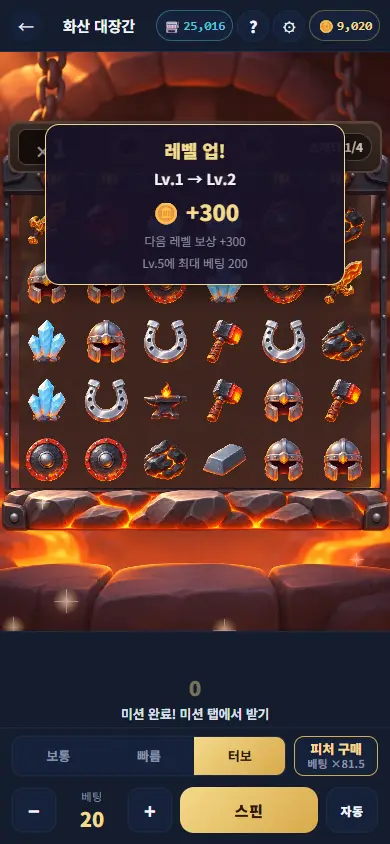 ← 화산 대장간 25,016 ? 9,020
1/4
레벨 업!
Lv.1 → Lv.2
+300
다음 레벨 보상 +300
Lv.5에 최대 베팅 200
0
미션 완료! 미션 탭에서 받기
보통 빠름 터보 피처 구매
베팅 ×81.5
베팅
− 20 + 스핀 자동